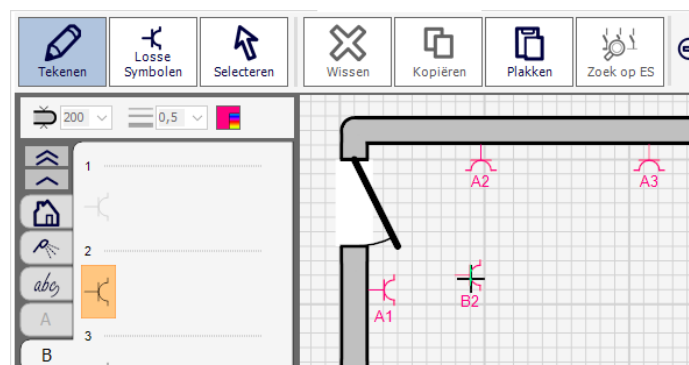 Tekenen
Losse
Symbolen
Selecteren
Wissen
Kopiëren
Plakken
Zoek op ES
200
0,5
1
2
abc
A
3
B
A2
A3
A1
B2